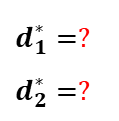 d₁* =?
d₂* =?